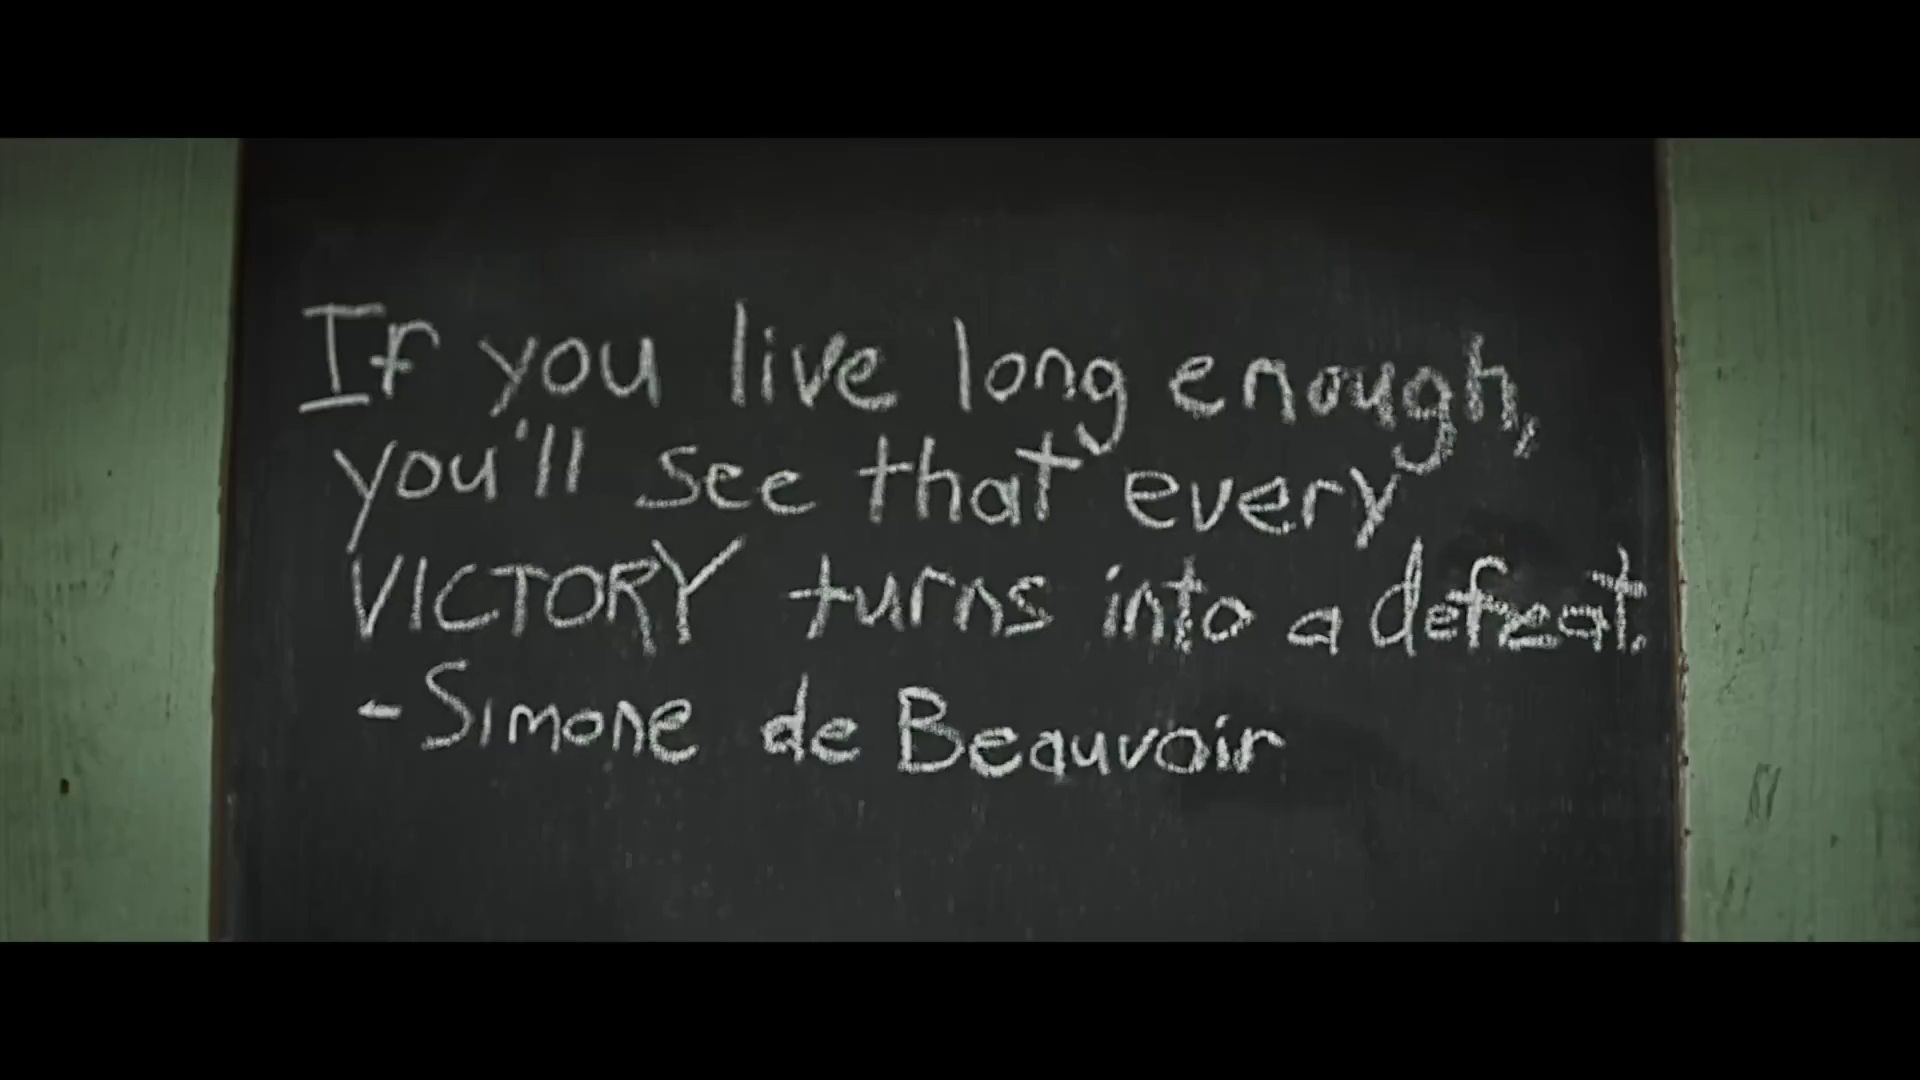 If you live long enough,
you'll see that every
VICTORY turns into a defeat.
-Simone de Beauvoir